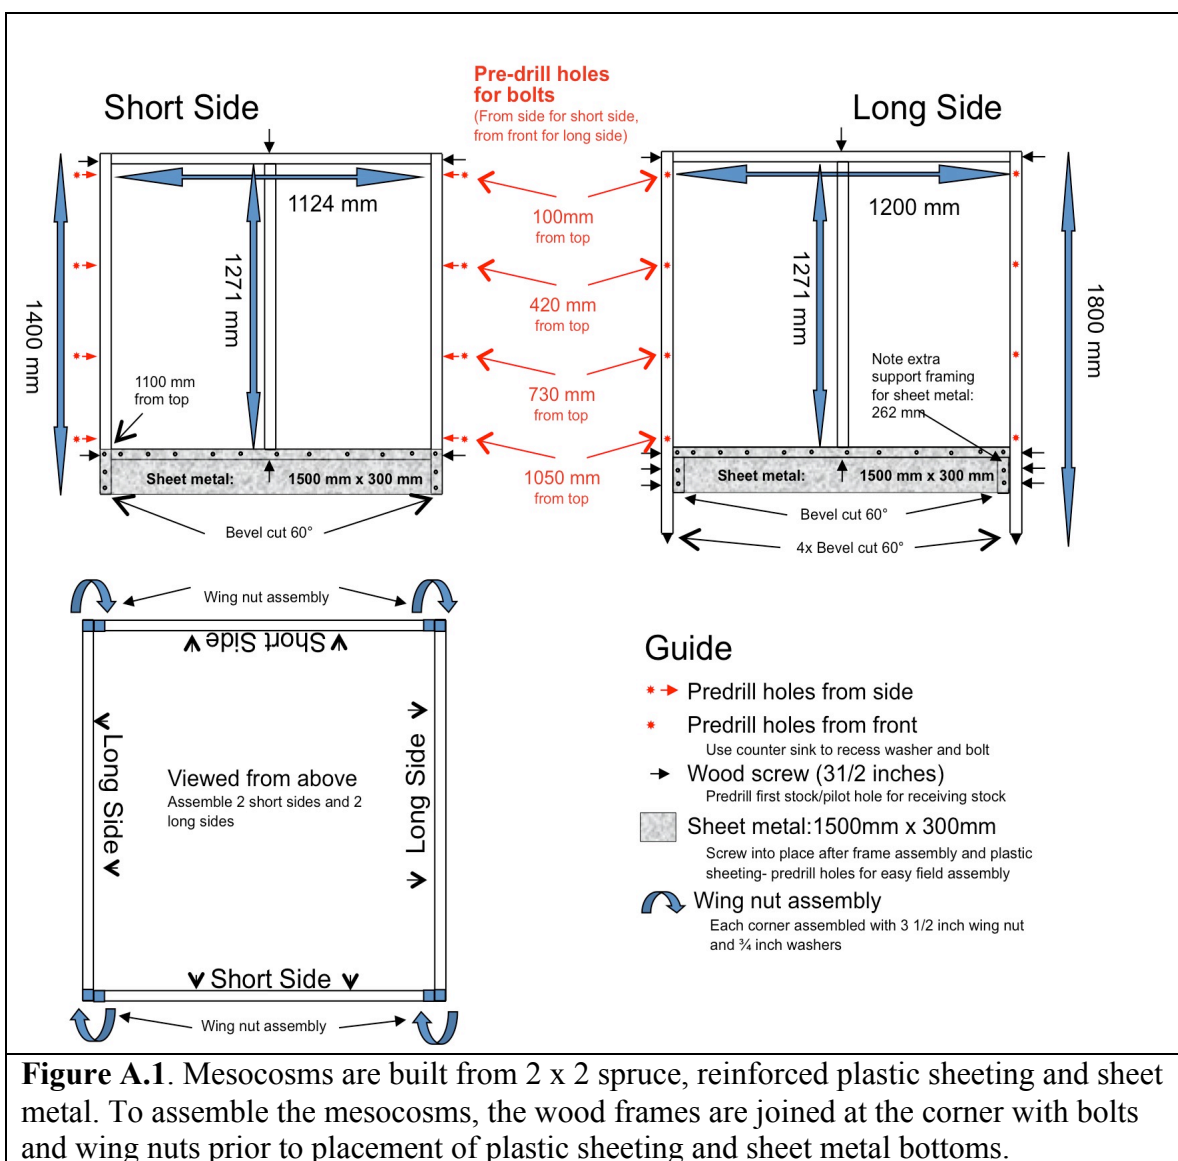 Short Side
Pre-drill holes
for bolts
(From side for short side,
from front for long side)
Long Side
1124 mm
1271 mm
1400 mm
1100 mm
from top
Sheet metal:
1500 mm x 300 mm
Bevel cut 60°
100mm
from top
420 mm
from top
730 mm
from top
1050 mm
from top
1200 mm
1271 mm
1800 mm
Note extra
support framing
for sheet metal:
262 mm
Sheet metal:
1500 mm x 300 mm
Bevel cut 60°
4x Bevel cut 60°
Wing nut assembly
Short Side
Long Side
Long Side
Viewed from above
Assemble 2 short sides and 2
long sides
Short Side
Wing nut assembly
Guide
Predrill holes from side
Predrill holes from front
Use counter sink to recess washer and bolt
Wood screw (31/2 inches)
Predrill first stock/pilot hole for receiving stock
Sheet metal:1500mm x 300mm
Screw into place after frame assembly and plastic
sheeting- predrill holes for easy field assembly
Wing nut assembly
Each corner assembled with 3 1/2 inch wing nut
and ¾ inch washers
Figure A.1. Mesocosms are built from 2 x 2 spruce, reinforced plastic sheeting and sheet
metal. To assemble the mesocosms, the wood frames are joined at the corner with bolts
and wing nuts prior to placement of plastic sheeting and sheet metal bottoms.